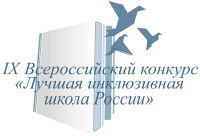 IX Всероссийский конкурс
«Лучшая инклюзивная
школа России»